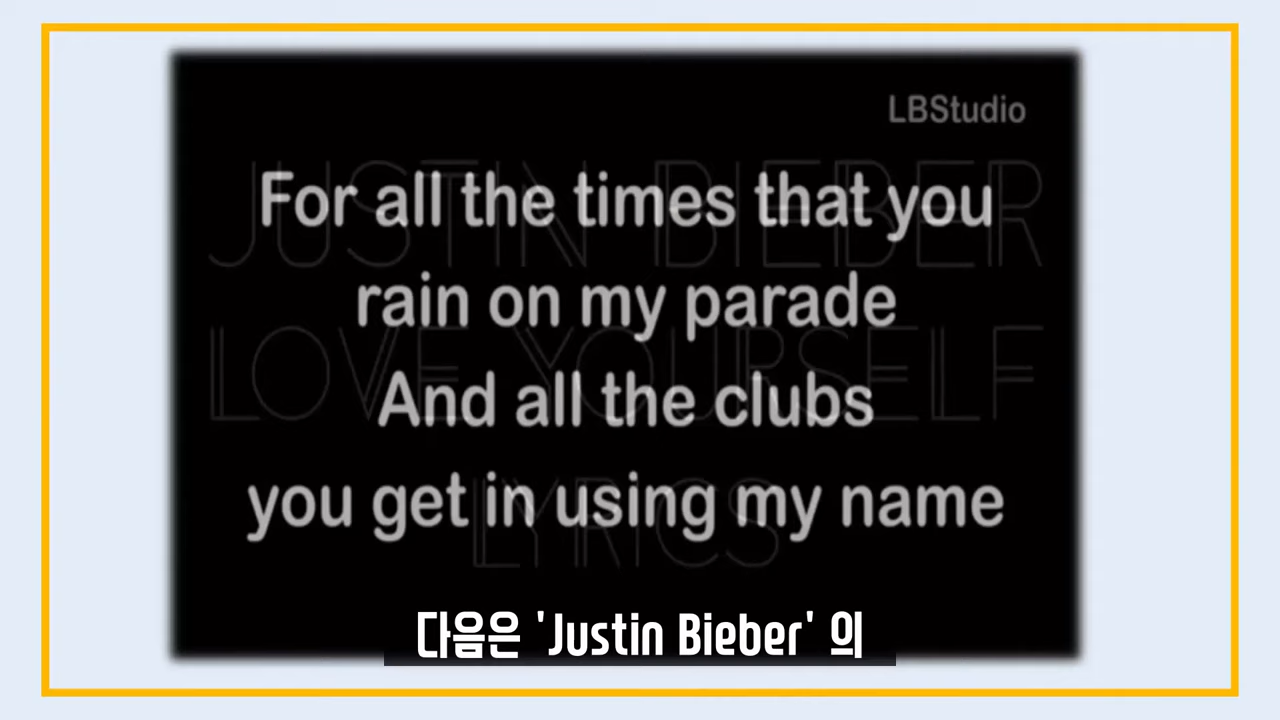 LBStudio
JUSTIN BIEBER
For all the times that you
rain on my parade
LOVE YOURSELF
And all the clubs
you get in using my name
LYRICS
다음은 'Justin Bieber' 의